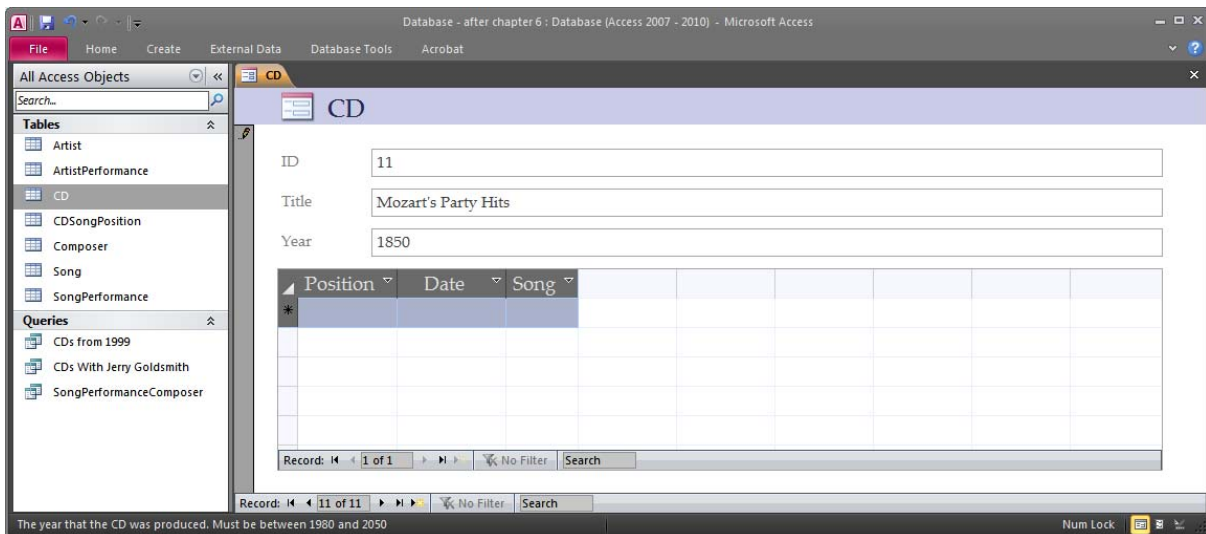 A
Database - after chapter 6 : Database (Access 2007 - 2010) - Microsoft Access
File Home Create External Data Database Tools Acrobat
All Access Objects
CD
Search...
Tables
Artist
ArtistPerformance
CD
CDSongPosition
Composer
Song
SongPerformance
Queries
CDs from 1999
CDs With Jerry Goldsmith
SongPerformanceComposer
CD
ID 11
Title Mozart's Party Hits
Year 1850
Position Date Song
Record: 1 of 1 No Filter Search
Record: 11 of 11 No Filter Search
The year that the CD was produced. Must be between 1980 and 2050
Num Lock